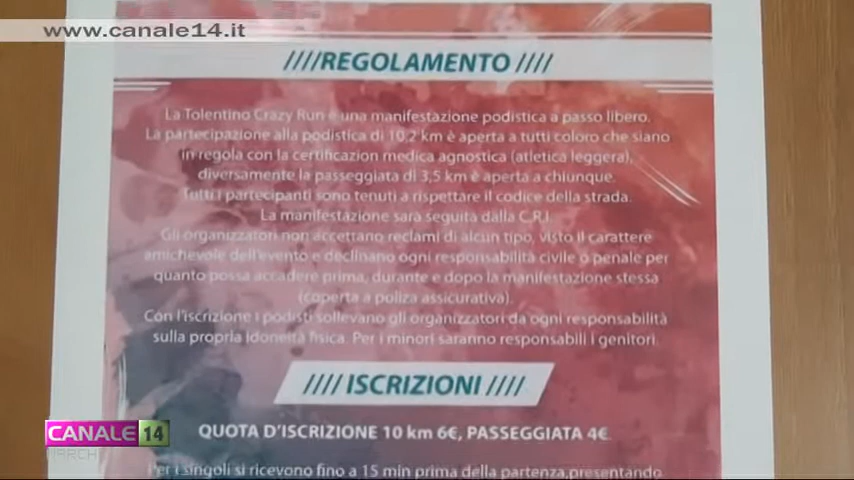 www.canale14.it
////REGOLAMENTO ////
La Tolentino Crazy Run è una manifestazione podistica a passo libero.
La partecipazione alla podistica di 10,2 km è aperta a tutti coloro che siano
in regola con la certificazion medica agnostica (atletica leggera),
diversamente la passeggiata di 3,5 km è aperta a chiunque.
Tutti i partecipanti sono tenuti a rispettare il codice della strada.
La manifestazione sarà seguita dalla C.R.I.
Gli organizzatori non accettano reclami di alcun tipo, visto il carattere
amichevole dell'evento e declinano ogni responsabilità civile o penale per
quanto possa accadere prima, durante e dopo la manifestazione stessa
(coperta a poliza assicurativa).
Con l'iscrizione i podisti sollevano gli organizzatori da ogni responsabilità
sulla propria idoneità fisica. Per i minori saranno responsabili i genitori.
//// ISCRIZIONI ////
QUOTA D'ISCRIZIONE 10 km 6€, PASSEGGIATA 4€
Per i singoli si ricevono fino a 15 min prima della partenza,presentando
CANALE 14
MARCHE